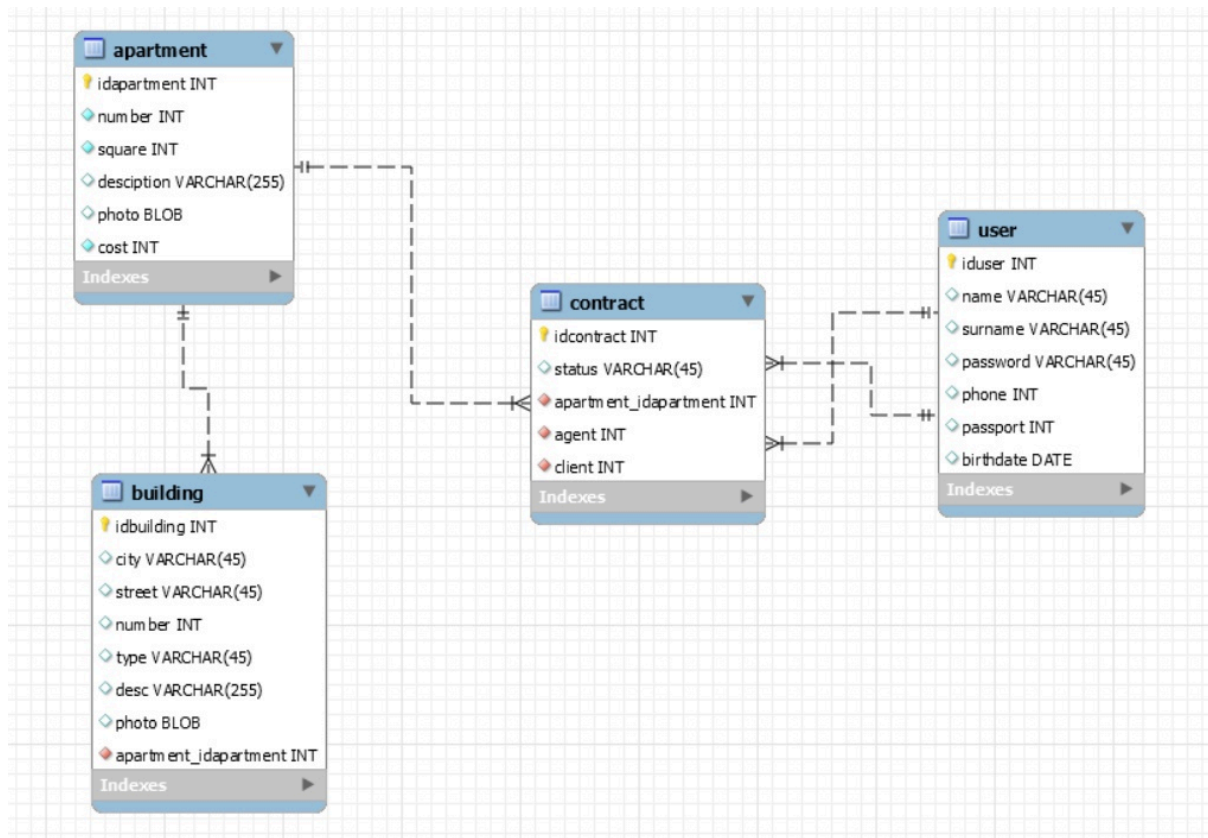 apartment
idapartment INT
number INT
square INT
desciption VARCHAR(255)
photo BLOB
cost INT
Indexes
building
idbuilding INT
city VARCHAR(45)
street VARCHAR(45)
number INT
type VARCHAR(45)
desc VARCHAR(255)
photo BLOB
apartment_idapartment INT
Indexes
contract
idcontract INT
status VARCHAR(45)
apartment_idapartment INT
agent INT
client INT
Indexes
user
iduser INT
name VARCHAR(45)
surname VARCHAR(45)
password VARCHAR(45)
phone INT
passport INT
birthdate DATE
Indexes